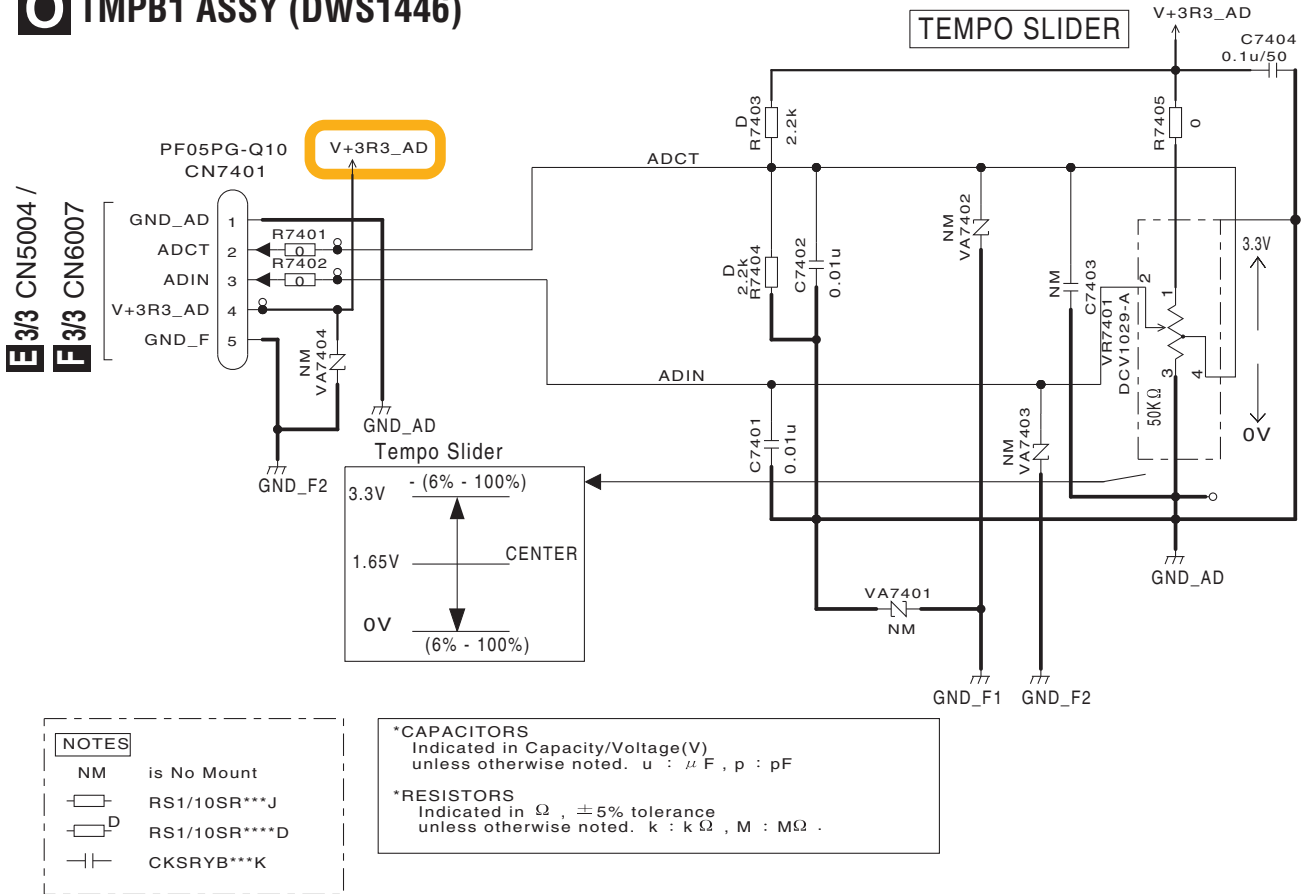 O TMPB1 ASSY (DWS1446)
TEMPO SLIDER
V+3R3_AD
C7404
0.1u/50
D
R7403
2.2k
R7405
0
PF05PG-Q10
CN7401
V+3R3_AD
ADCT
E 3/3 CN5004 /
F 3/3 CN6007
GND_AD 1
ADCT 2
ADIN 3
V+3R3_AD 4
GND_F 5
R7401
0
R7402
0
NM
VA7404
GND_AD
GND_F2
D
2.2k
R7404
C7402
0.01u
NM
VA7402
NM
C7403
VR7401
DCV1029-A
50KΩ
2
1
3
4
3.3V
0V
ADIN
C7401
0.01u
NM
VA7403
Tempo Slider
3.3V
- (6% - 100%)
1.65V
CENTER
0V
(6% - 100%)
VA7401
NM
GND_AD
GND_F1
GND_F2
NOTES
NM is No Mount
RS1/10SR***J
D
RS1/10SR****D
CKSRYB***K
*CAPACITORS
Indicated in Capacity/Voltage(V)
unless otherwise noted. u : μF , p : pF
*RESISTORS
Indicated in Ω , ±5% tolerance
unless otherwise noted. k : kΩ , M : MΩ .